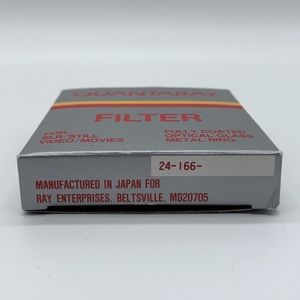 QUANTARAY
FILTER
FOR:
SLR/STILL
VIDEO/MOVIES
FULLY COATED
OPTICAL GLASS
METAL RING
24-166-
MANUFACTURED IN JAPAN FOR
RAY ENTERPRISES, BELTSVILLE, MD20705